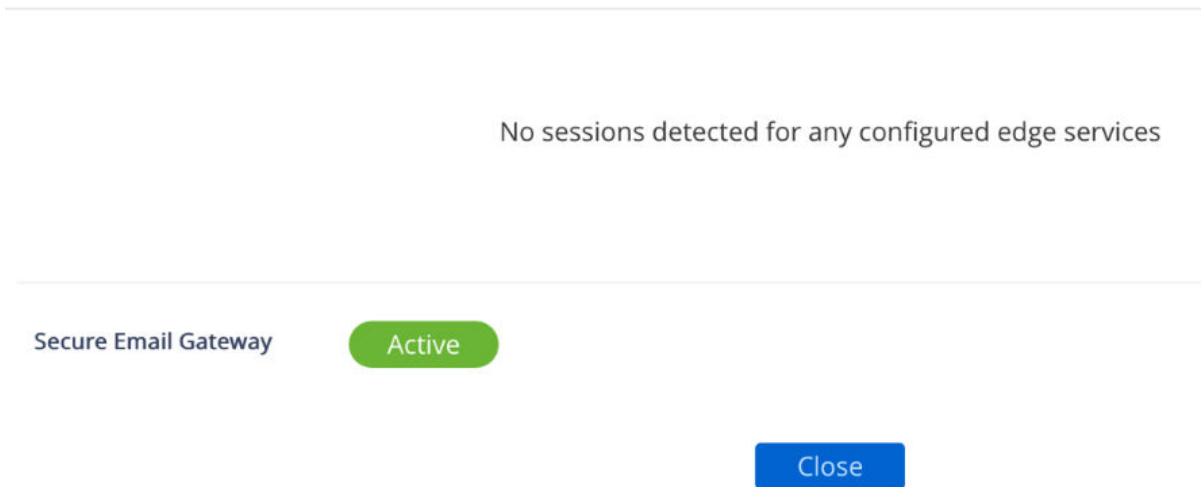 No sessions detected for any configured edge services
Secure Email Gateway
Active
Close